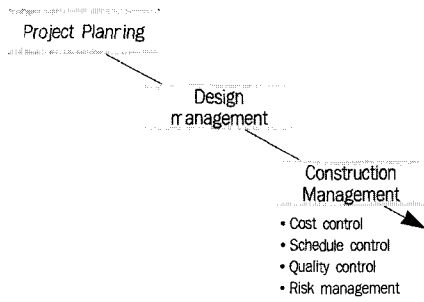 Project Planning
Design
management
Construction
Management
• Cost control
• Schedule control
• Quality control
• Risk management